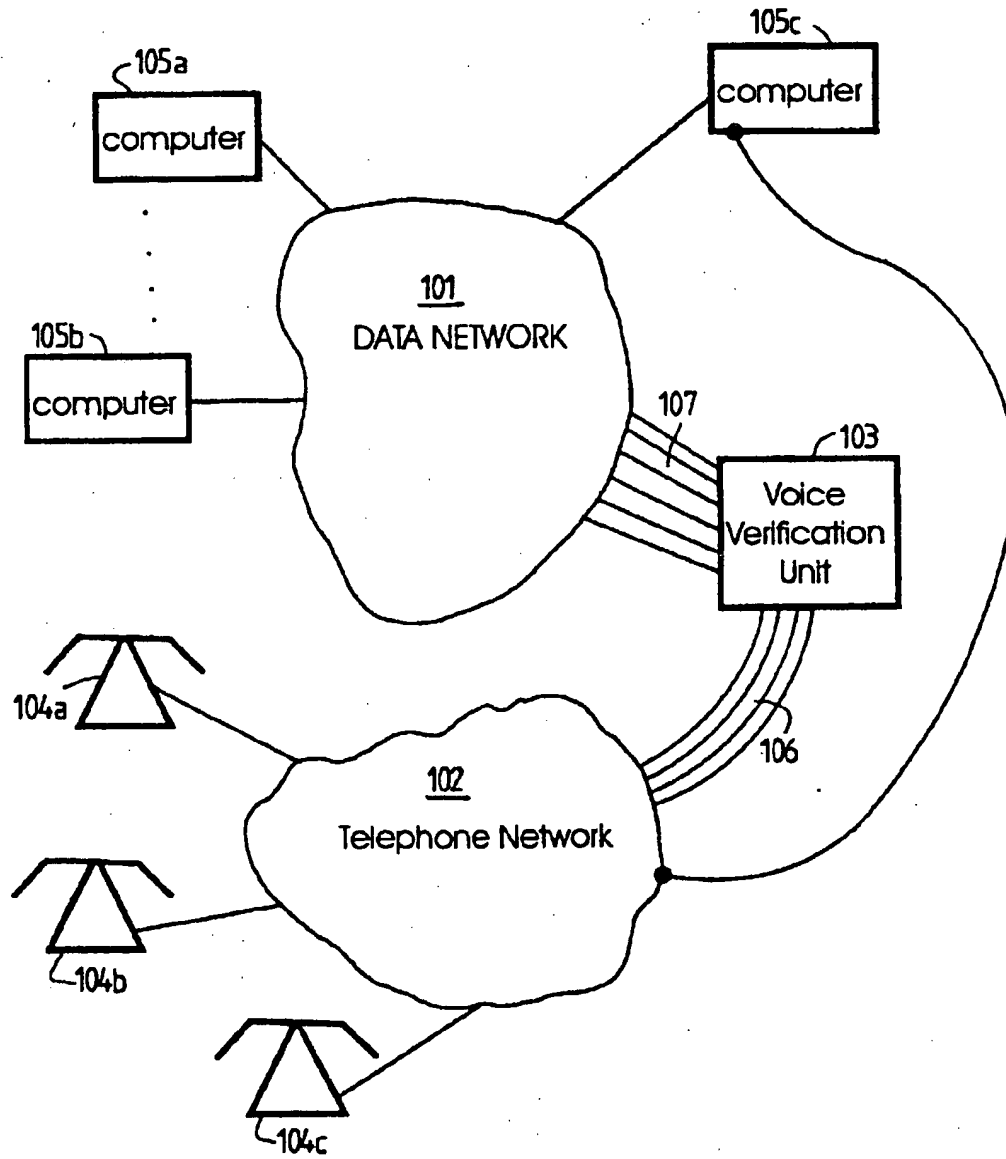 105a
computer
105c
computer
101
DATA NETWORK
105b
computer
107
103
Voice
Verification
Unit
104a
106
102
Telephone Network
104b
104c